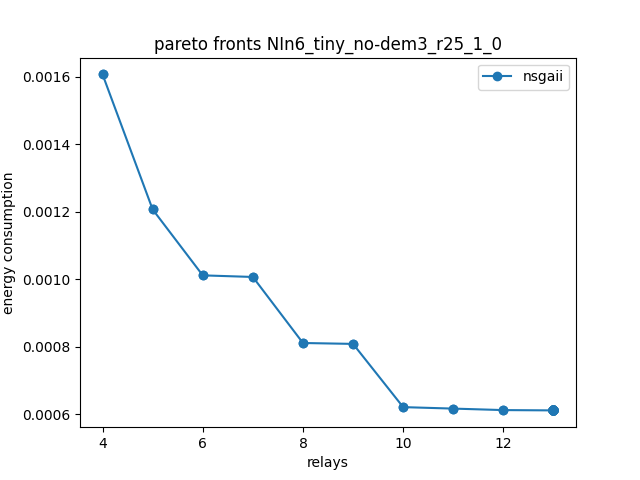 pareto fronts NIn6_tiny_no-dem3_r25_1_0
nsgaii
0.0016
0.0014
0.0012
0.0010
0.0008
0.0006
energy consumption
4
6
8
10
12
relays